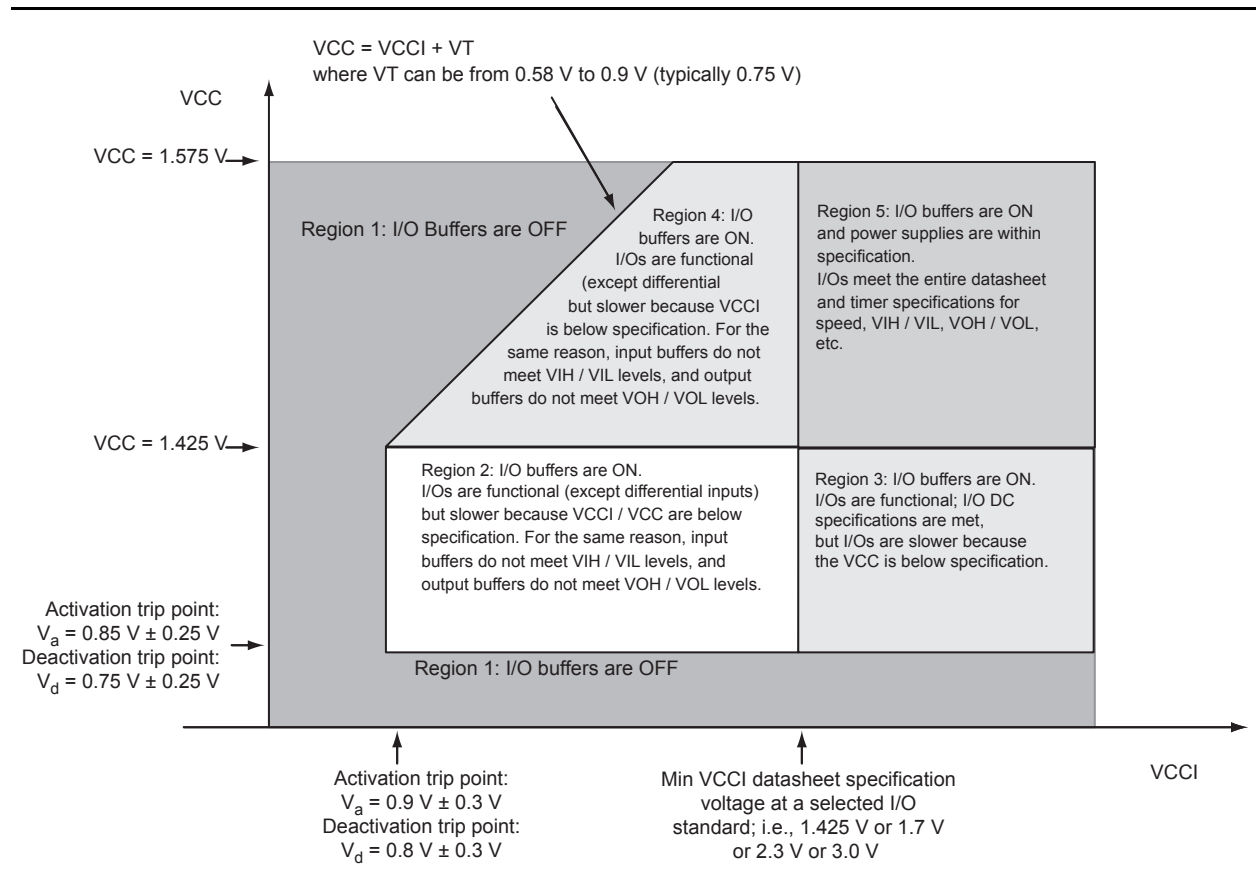 VCC = VCCI + VT
where VT can be from 0.58 V to 0.9 V (typically 0.75 V)
VCC
VCC = 1.575 V
Region 1: I/O Buffers are OFF
Region 4: I/O
buffers are ON.
I/Os are functional
(except differential
but slower because VCCI
is below specification. For the
same reason, input buffers do not
meet VIH / VIL levels, and output
buffers do not meet VOH / VOL levels.
Region 5: I/O buffers are ON
and power supplies are within
specification.
I/Os meet the entire datasheet
and timer specifications for
speed, VIH / VIL, VOH / VOL,
etc.
VCC = 1.425 V
Region 2: I/O buffers are ON.
I/Os are functional (except differential inputs)
but slower because VCCI / VCC are below
specification. For the same reason, input
buffers do not meet VIH / VIL levels, and
output buffers do not meet VOH / VOL levels.
Region 3: I/O buffers are ON.
I/Os are functional; I/O DC
specifications are met,
but I/Os are slower because
the VCC is below specification.
Activation trip point:
Va = 0.85 V ± 0.25 V
Deactivation trip point:
Vd = 0.75 V ± 0.25 V
Region 1: I/O buffers are OFF
Activation trip point:
Va = 0.9 V ± 0.3 V
Deactivation trip point:
Vd = 0.8 V ± 0.3 V
Min VCCI datasheet specification
voltage at a selected I/O
standard; i.e., 1.425 V or 1.7 V
or 2.3 V or 3.0 V
VCCI